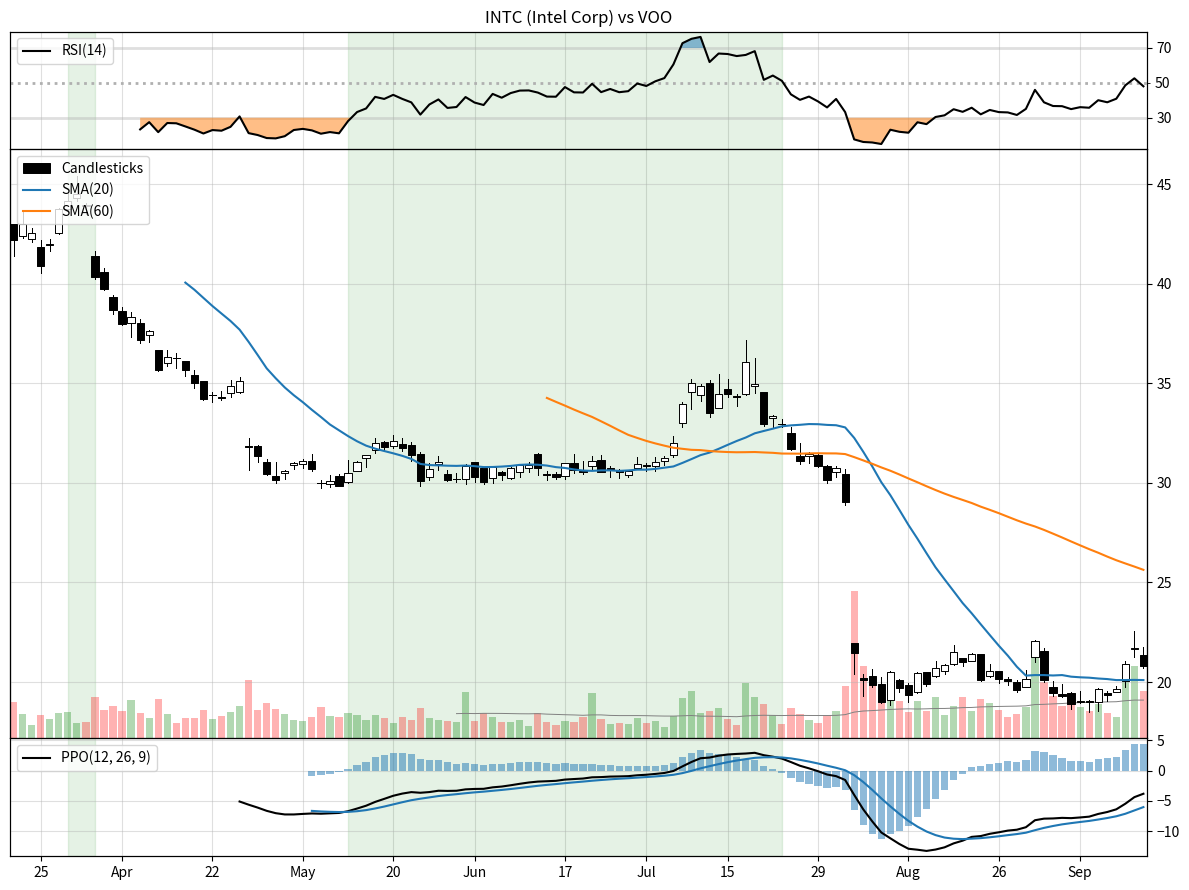 INTC (Intel Corp) vs VOO
RSI(14)
70
50
30
Candlesticks
SMA(20)
SMA(60)
45
40
35
30
25
20
PPO(12, 26, 9)
5
0
−5
−10
25 Apr 22 May 20 Jun 17 Jul 15 29 Aug 26 Sep